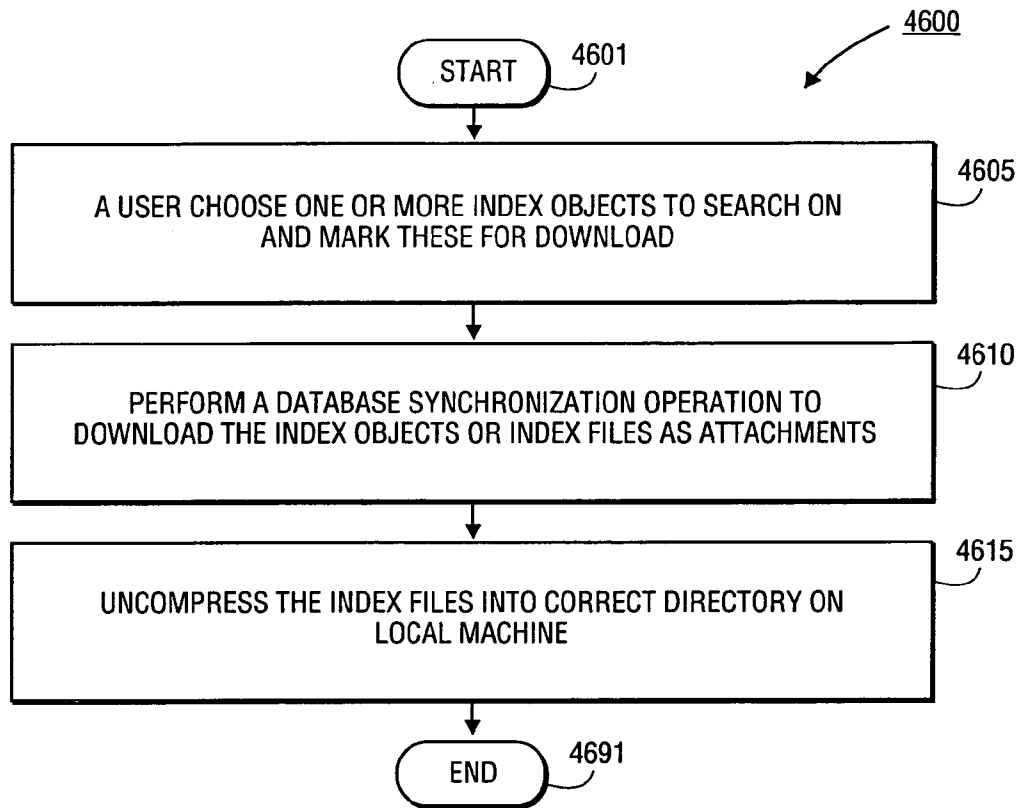 4600
START
4601
4605
A USER CHOOSE ONE OR MORE INDEX OBJECTS TO SEARCH ON
AND MARK THESE FOR DOWNLOAD
4610
PERFORM A DATABASE SYNCHRONIZATION OPERATION TO
DOWNLOAD THE INDEX OBJECTS OR INDEX FILES AS ATTACHMENTS
4615
UNCOMPRESS THE INDEX FILES INTO CORRECT DIRECTORY ON
LOCAL MACHINE
END
4691